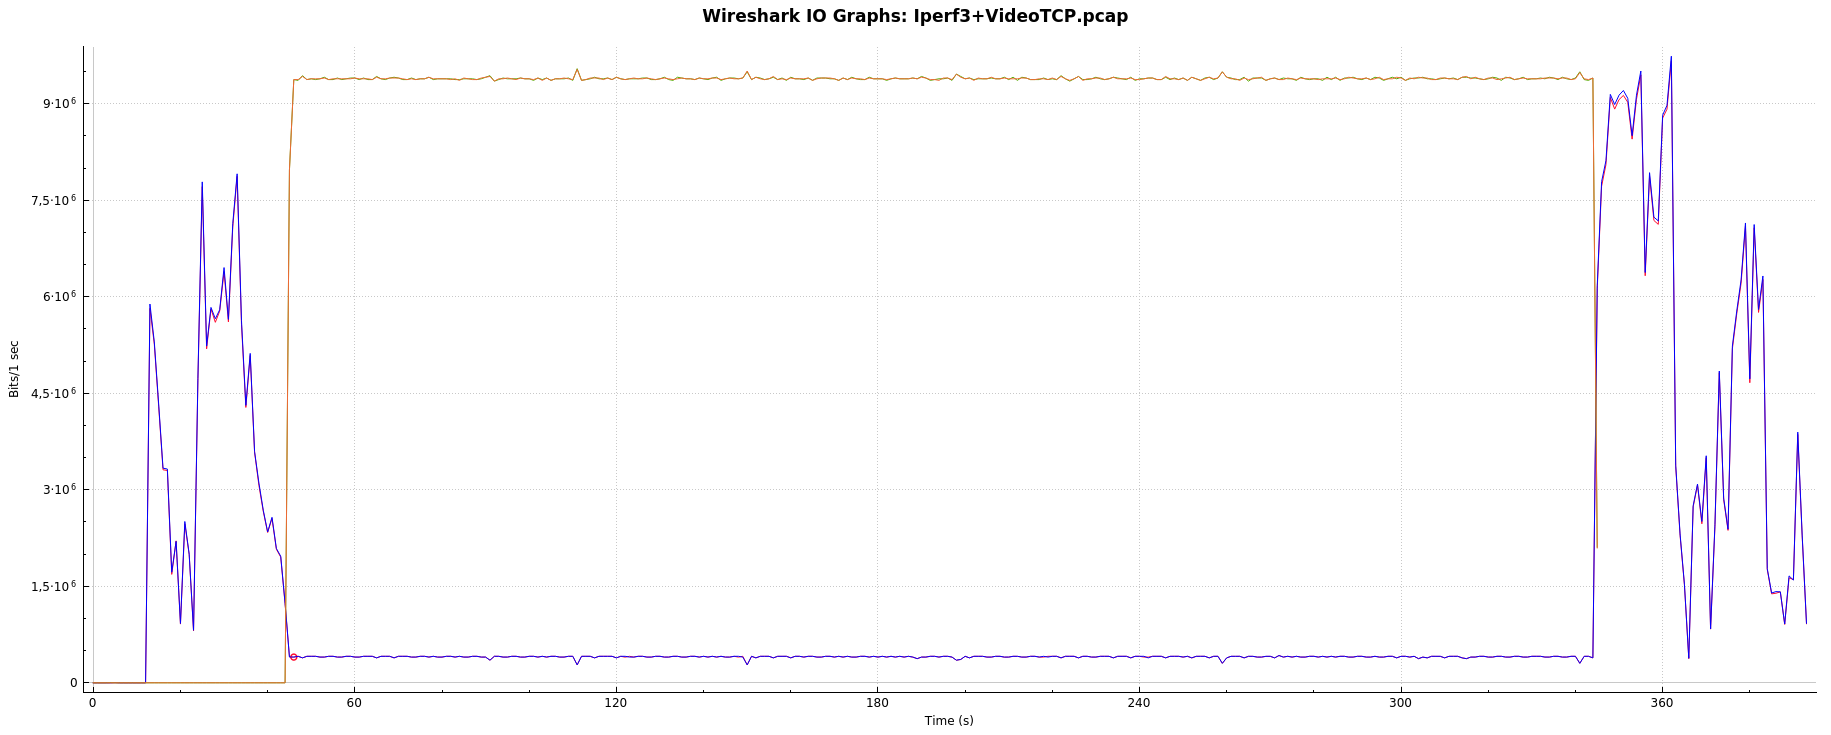 Wireshark IO Graphs: Iperf3+VideoTCP.pcap
9·10⁶
7,5·10⁶
6·10⁶
4,5·10⁶
3·10⁶
1,5·10⁶
0
Bits/1 sec
0 60 120 180 240 300 360
Time (s)